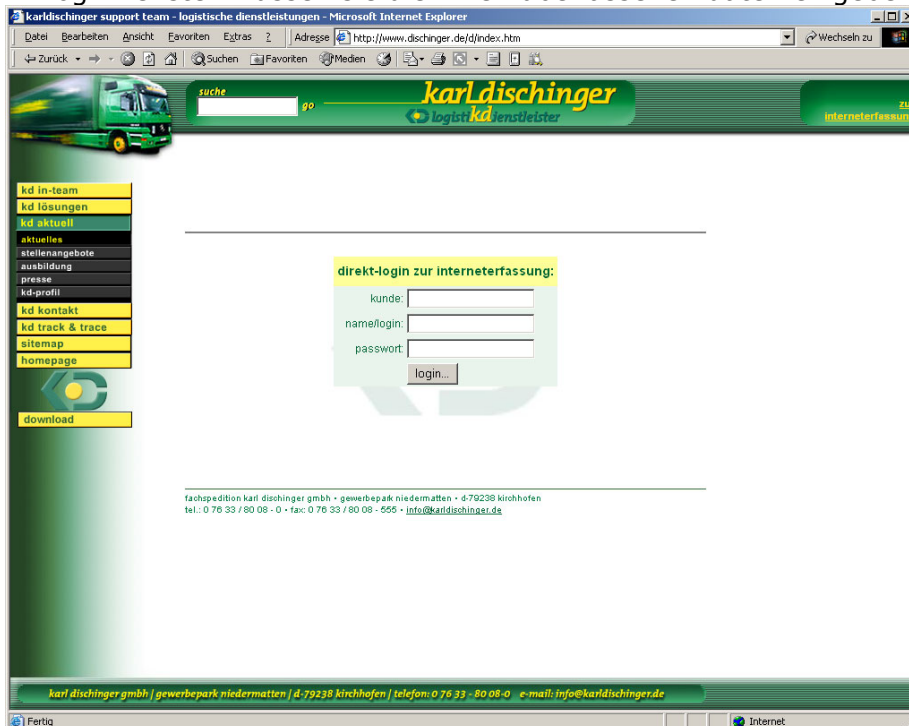 karldischinger support team - logistische dienstleistungen - Microsoft Internet Explorer
Datei Bearbeiten Ansicht Favoriten Extras ? Adresse http://www.dischinger.de/d/index.htm Wechseln zu
Zurück Suchen Favoriten Medien
suche
go
karldischinger
logistikdienstleister
zu
interneterfassun
kd in-team
kd lösungen
kd aktuell
aktuelles
stellenangebote
ausbildung
presse
kd-profil
kd kontakt
kd track & trace
sitemap
homepage
download
direkt-login zur interneterfassung:
kunde:
name/login:
passwort:
login...
fachspedition karl dischinger gmbh • gewerbepark niedermatten • d-79238 kirchhofen
tel.: 0 76 33 / 80 08 - 0 • fax: 0 76 33 / 80 08 - 555 • info@karldischinger.de
karl dischinger gmbh | gewerbepark niedermatten | d-79238 kirchhofen | telefon: 0 76 33 - 80 08-0 e-mail: info@karldischinger.de
Fertig Internet